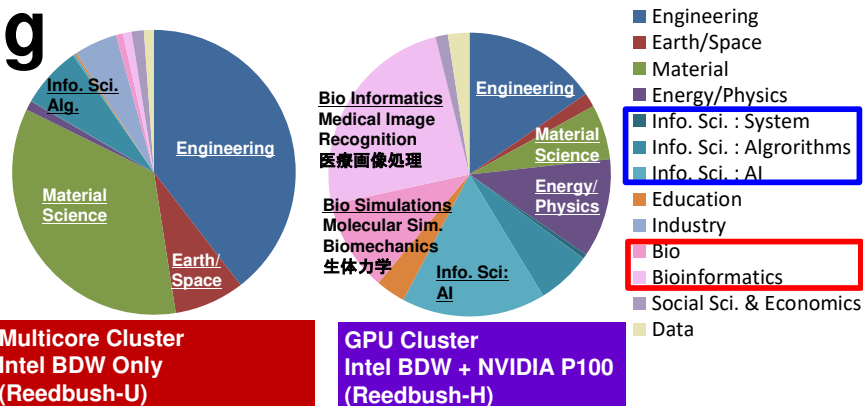 g
Info. Sci.
Alg.
Engineering
Material
Science
Earth/
Space
Multicore Cluster
Intel BDW Only
(Reedbush-U)
Engineering
Bio Informatics
Medical Image
Recognition
医療画像処理
Material
Science
Energy/
Physics
Bio Simulations
Molecular Sim.
Biomechanics
生体力学
Info. Sci:
AI
GPU Cluster
Intel BDW + NVIDIA P100
(Reedbush-H)
Engineering
Earth/Space
Material
Energy/Physics
Info. Sci. : System
Info. Sci. : Algrorithms
Info. Sci. : AI
Education
Industry
Bio
Bioinformatics
Social Sci. & Economics
Data